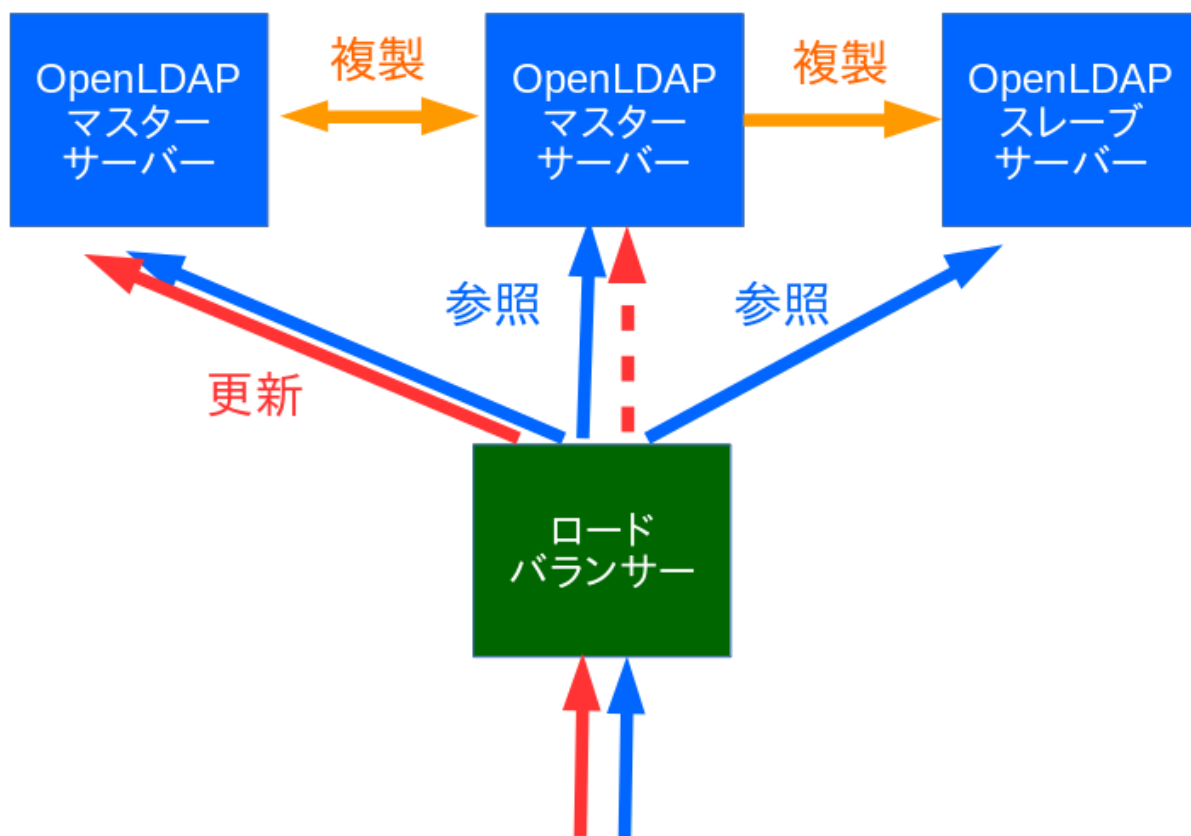 OpenLDAP
マスター
サーバー
複製
OpenLDAP
マスター
サーバー
複製
OpenLDAP
スレーブ
サーバー
参照
参照
更新
ロード
バランサー